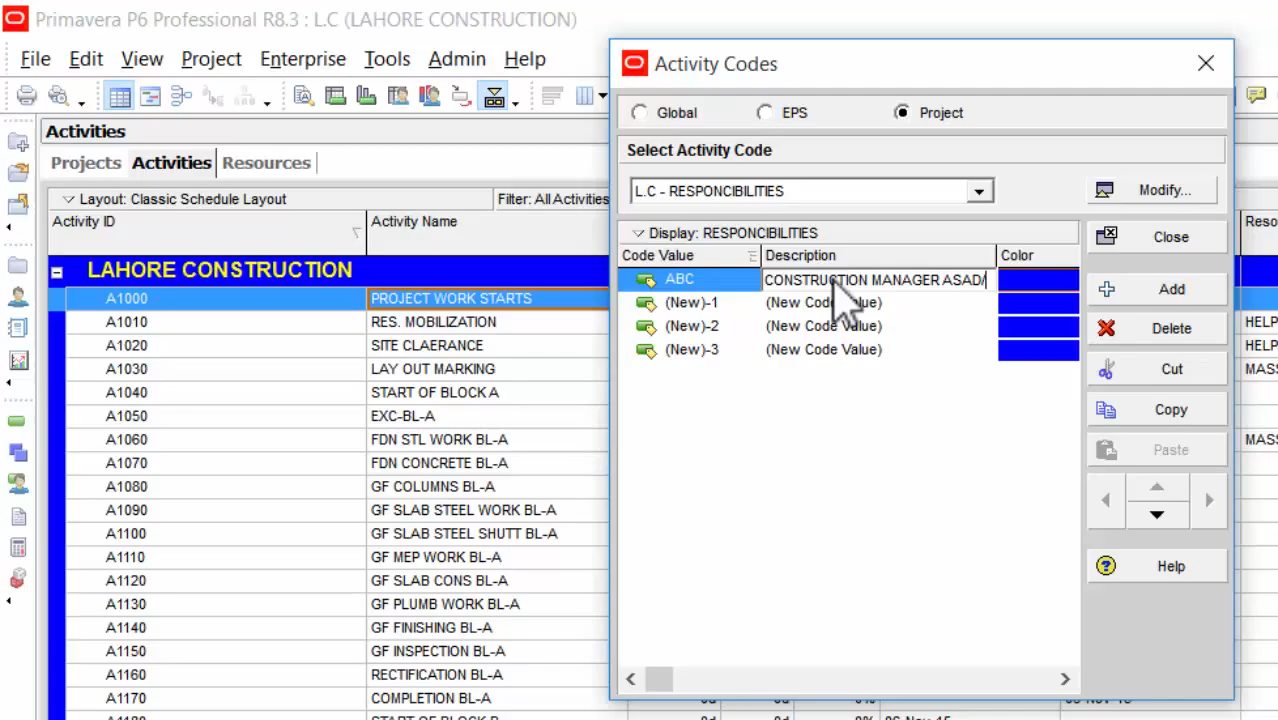 Primavera P6 Professional R8.3 : L.C (LAHORE CONSTRUCTION)
File Edit View Project Enterprise Tools Admin Help
Activities
Projects Activities Resources
Layout: Classic Schedule Layout Filter: All Activities
Activity ID Activity Name
LAHORE CONSTRUCTION
A1000 PROJECT WORK STARTS
A1010 RES. MOBILIZATION
A1020 SITE CLAERANCE
A1030 LAY OUT MARKING
A1040 START OF BLOCK A
A1050 EXC-BL-A
A1060 FDN STL WORK BL-A
A1070 FDN CONCRETE BL-A
A1080 GF COLUMNS BL-A
A1090 GF SLAB STEEL WORK BL-A
A1100 GF SLAB STEEL SHUTT BL-A
A1110 GF MEP WORK BL-A
A1120 GF SLAB CONS BL-A
A1130 GF PLUMB WORK BL-A
A1140 GF FINISHING BL-A
A1150 GF INSPECTION BL-A
A1160 RECTIFICATION BL-A
A1170 COMPLETION BL-A
Activity Codes
Global EPS Project
Select Activity Code
L.C - RESPONCIBILITIES
Modify...
Display: RESPONCIBILITIES
Code Value Description Color
ABC CONSTRUCTION MANAGER ASAD/
(New)-1 (New Code Value)
(New)-2 (New Code Value)
(New)-3 (New Code Value)
Close
Add
Delete
Cut
Copy
Paste
Help
Reso
HELP
HELP
MAS
MAS